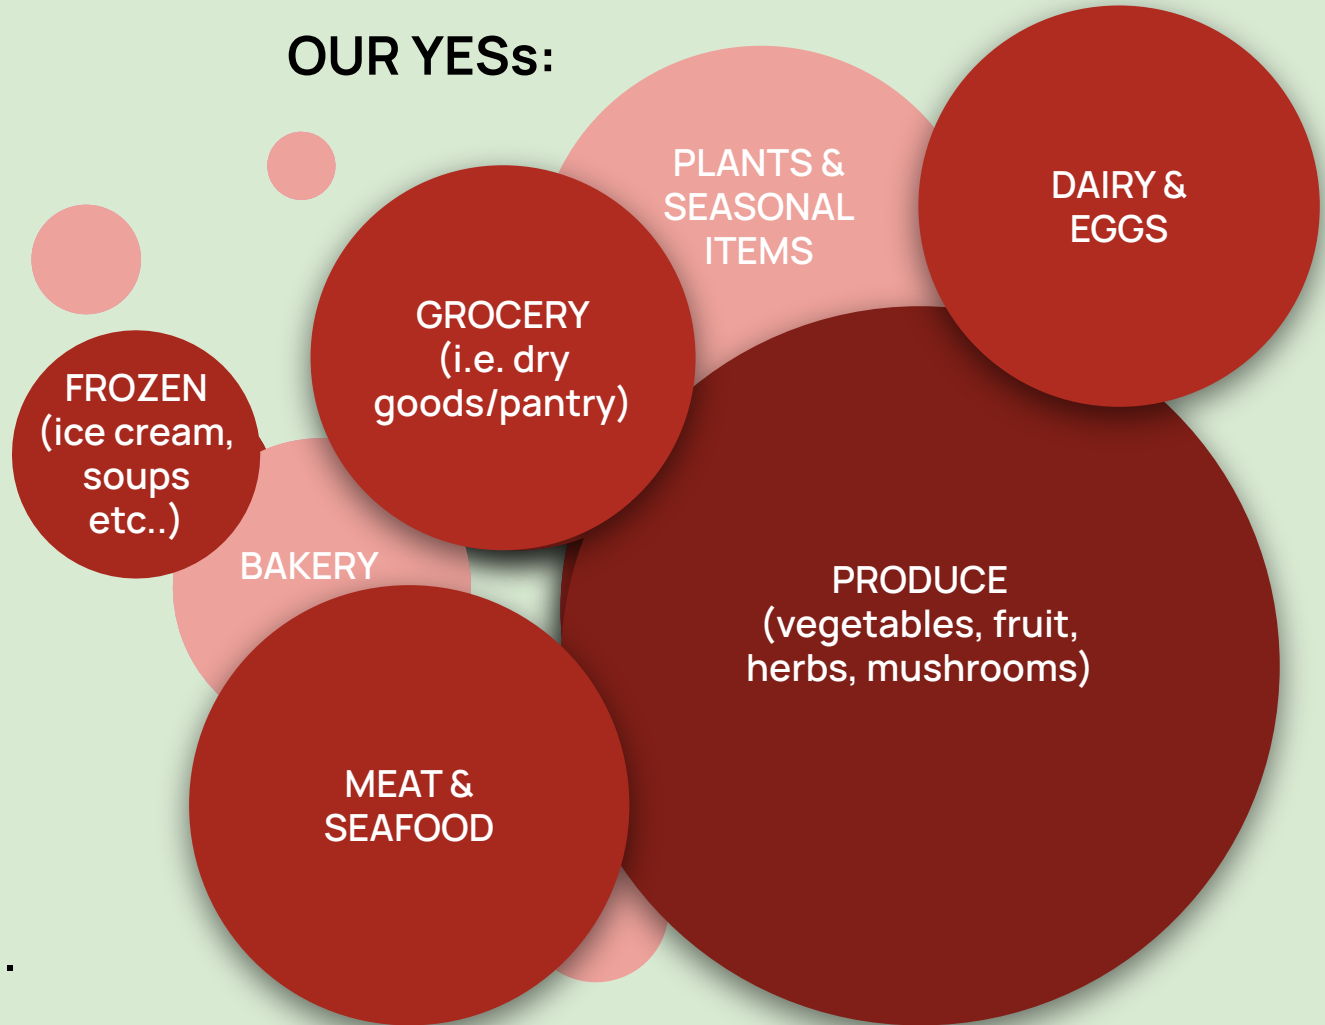 OUR YESs:
PLANTS &
SEASONAL
ITEMS
DAIRY &
EGGS
GROCERY
(i.e. dry
goods/pantry)
FROZEN
(ice cream,
soups
etc..)
BAKERY
PRODUCE
(vegetables, fruit,
herbs, mushrooms)
MEAT &
SEAFOOD
.